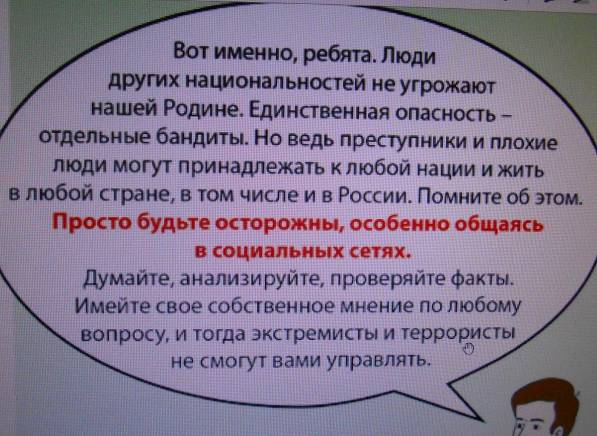 Вот именно, ребята. Люди
других национальностей не угрожают
нашей Родине. Единственная опасность –
отдельные бандиты. Но ведь преступники и плохие
люди могут принадлежать к любой нации и жить
в любой стране, в том числе и в России. Помните об этом.
Просто будьте осторожны, особенно общаясь
в социальных сетях.
Думайте, анализируйте, проверяйте факты.
Имейте свое собственное мнение по любому
вопросу, и тогда экстремисты и террористы
не смогут вами управлять.